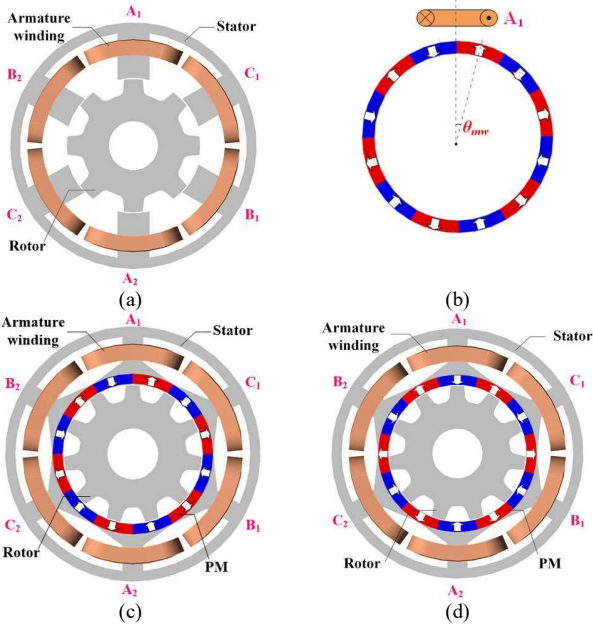 A1
Armature
winding
Stator
B2
C1
C2
B1
Rotor
A2
(a)
A1
θmw
(b)
A1
Armature
winding
Stator
B2
C1
C2
B1
Rotor
PM
A2
(c)
A1
Armature
winding
Stator
B2
C1
C2
B1
Rotor
PM
A2
(d)